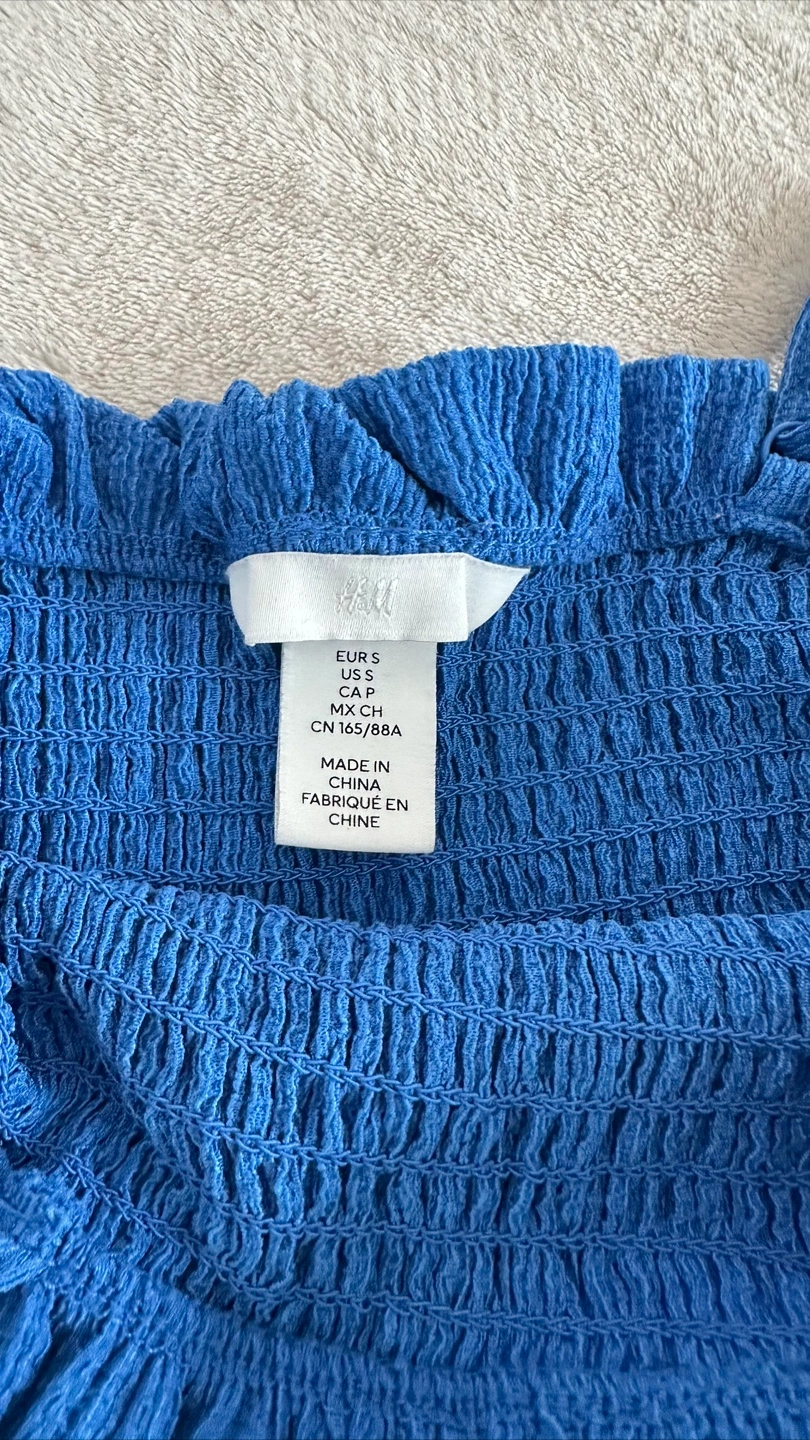 H&M
EUR S
US S
CA P
MX CH
CN 165/88A
MADE IN
CHINA
FABRIQUÉ EN
CHINE